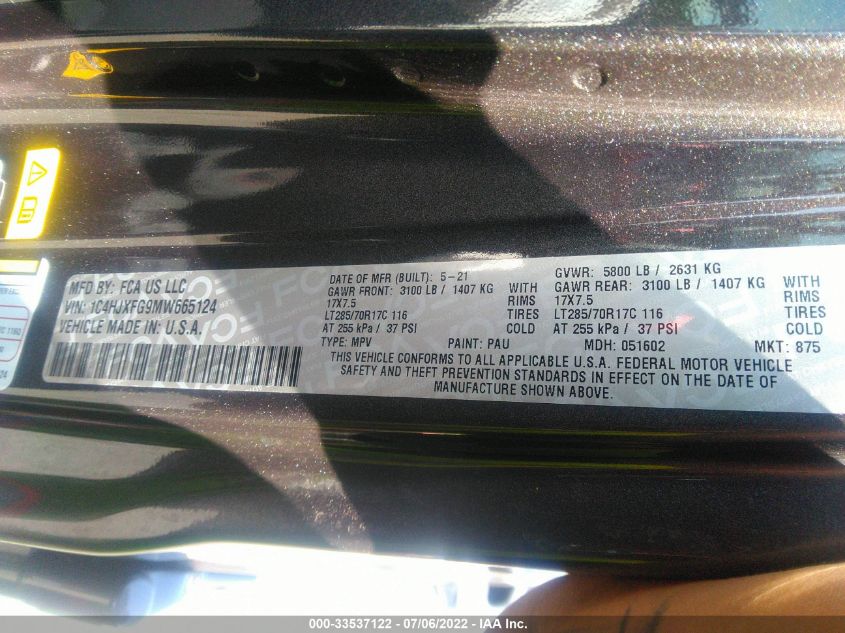 MFD BY: FCA US LLC
VIN: 1C4HJXFG9MW665124
VEHICLE MADE IN U.S.A.
DATE OF MFR (BUILT): 5-21
GVWR: 5800 LB / 2631 KG
GAWR FRONT: 3100 LB / 1407 KG WITH
17X7.5 RIMS
LT285/70R17C 116 TIRES
AT 255 kPa / 37 PSI COLD
GAWR REAR: 3100 LB / 1407 KG WITH
17X7.5 RIMS
LT285/70R17C 116 TIRES
AT 255 kPa / 37 PSI COLD
TYPE: MPV PAINT: PAU MDH: 051602 MKT: 875
THIS VEHICLE CONFORMS TO ALL APPLICABLE U.S.A. FEDERAL MOTOR VEHICLE
SAFETY AND THEFT PREVENTION STANDARDS IN EFFECT ON THE DATE OF
MANUFACTURE SHOWN ABOVE.
000-33537122 - 07/06/2022 - IAA Inc.